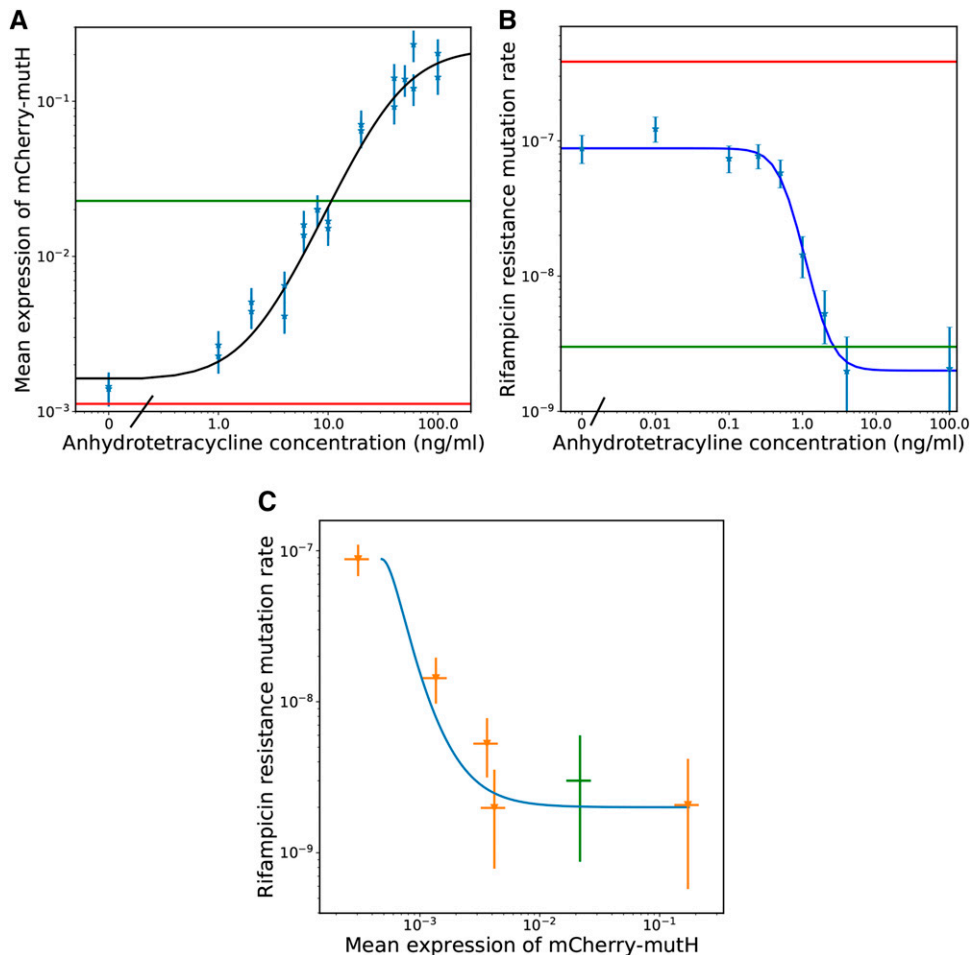 A
Mean expression of mCherry-mutH
10⁻¹
10⁻²
10⁻³
0 1.0 10.0 100.0
Anhydrotetracycline concentration (ng/ml)
B
Rifampicin resistance mutation rate
10⁻⁷
10⁻⁸
10⁻⁹
0 0.01 0.1 1.0 10.0 100.0
Anhydrotetracyline concentration (ng/ml)
C
Rifampicin resistance mutation rate
10⁻⁷
10⁻⁸
10⁻⁹
10⁻³ 10⁻² 10⁻¹
Mean expression of mCherry-mutH